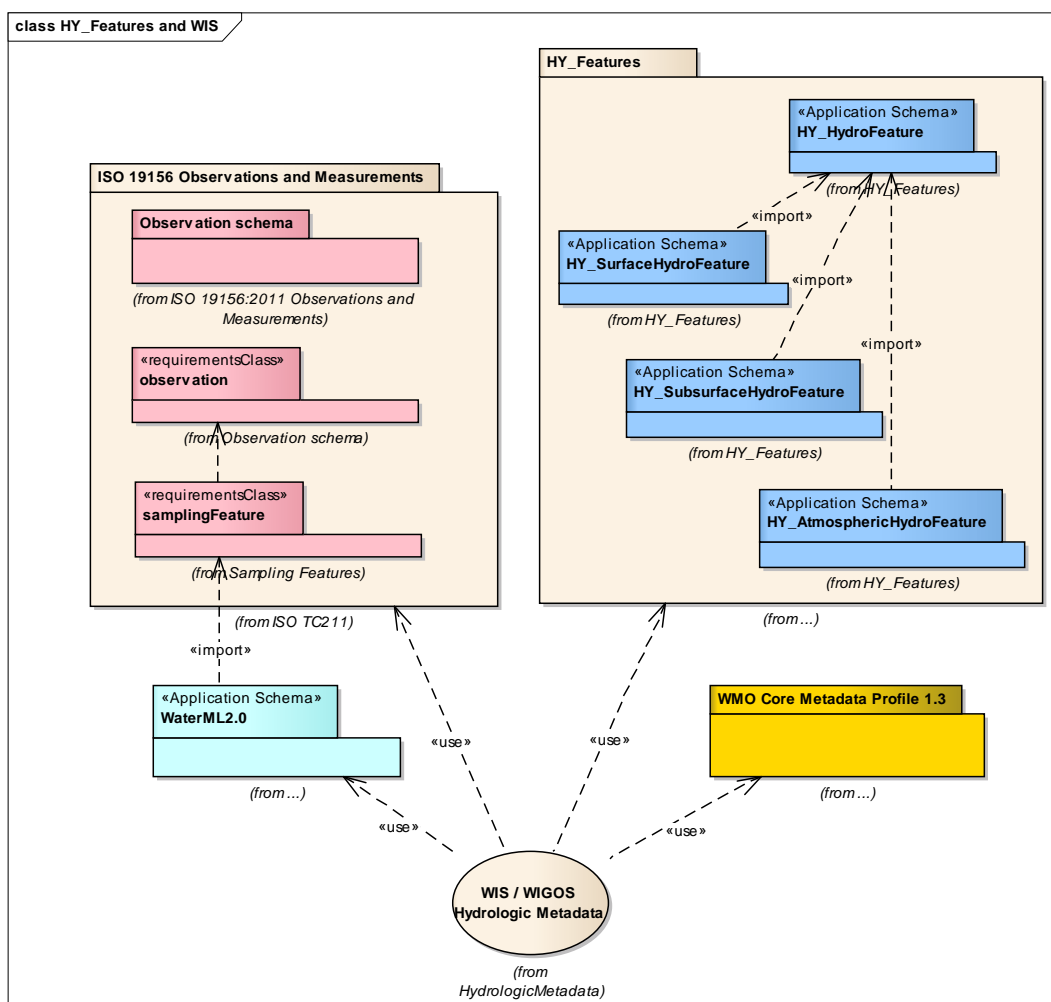 class HY_Features and WIS
HY_Features
«Application Schema»
HY_HydroFeature
(from HY_Features)
«import»
«Application Schema»
HY_SurfaceHydroFeature
(from HY_Features)
«import»
«import»
«Application Schema»
HY_SubsurfaceHydroFeature
(from HY_Features)
«Application Schema»
HY_AtmosphericHydroFeature
(from HY_Features)
(from ...)
ISO 19156 Observations and Measurements
Observation schema
(from ISO 19156:2011 Observations and
Measurements)
«requirementsClass»
observation
(from Observation schema)
«requirementsClass»
samplingFeature
(from Sampling Features)
(from ISO TC211)
«import»
«Application Schema»
WaterML2.0
(from ...)
WMO Core Metadata Profile 1.3
(from ...)
«use»
«use»
«use»
«use»
WIS / WIGOS
Hydrologic Metadata
(from
HydrologicMetadata)